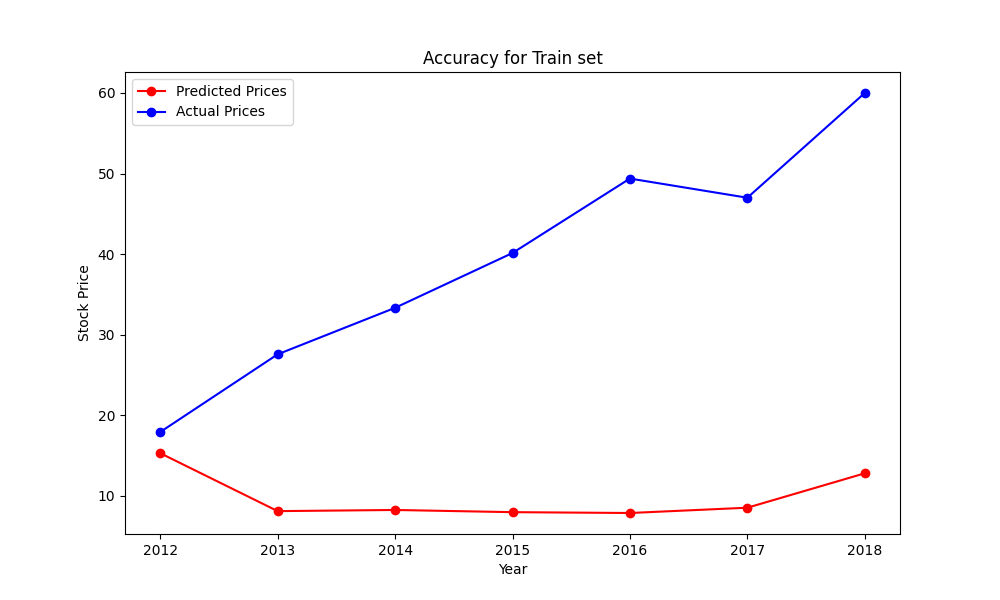 Accuracy for Train set
Predicted Prices
Actual Prices
60
50
40
30
20
10
Stock Price
2012 2013 2014 2015 2016 2017 2018
Year